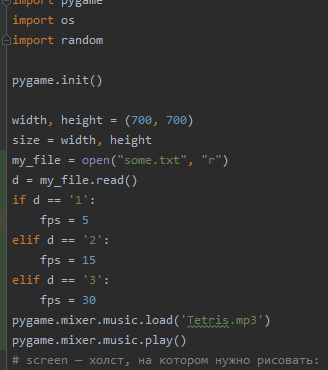 import pygame
import os
import random
pygame.init()
width, height = (700, 700)
size = width, height
my_file = open("some.txt", "r")
d = my_file.read()
if d == '1':
    fps = 5
elif d == '2':
    fps = 15
elif d == '3':
    fps = 30
pygame.mixer.music.load('Tetris.mp3')
pygame.mixer.music.play()
# screen — холст, на котором нужно рисовать: